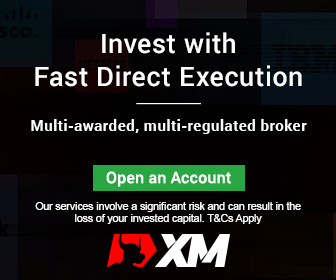 Invest with
Fast Direct Execution
Multi-awarded, multi-regulated broker
Open an Account
Our services involve a significant risk and can result in the
loss of your invested capital. T&Cs Apply
XM